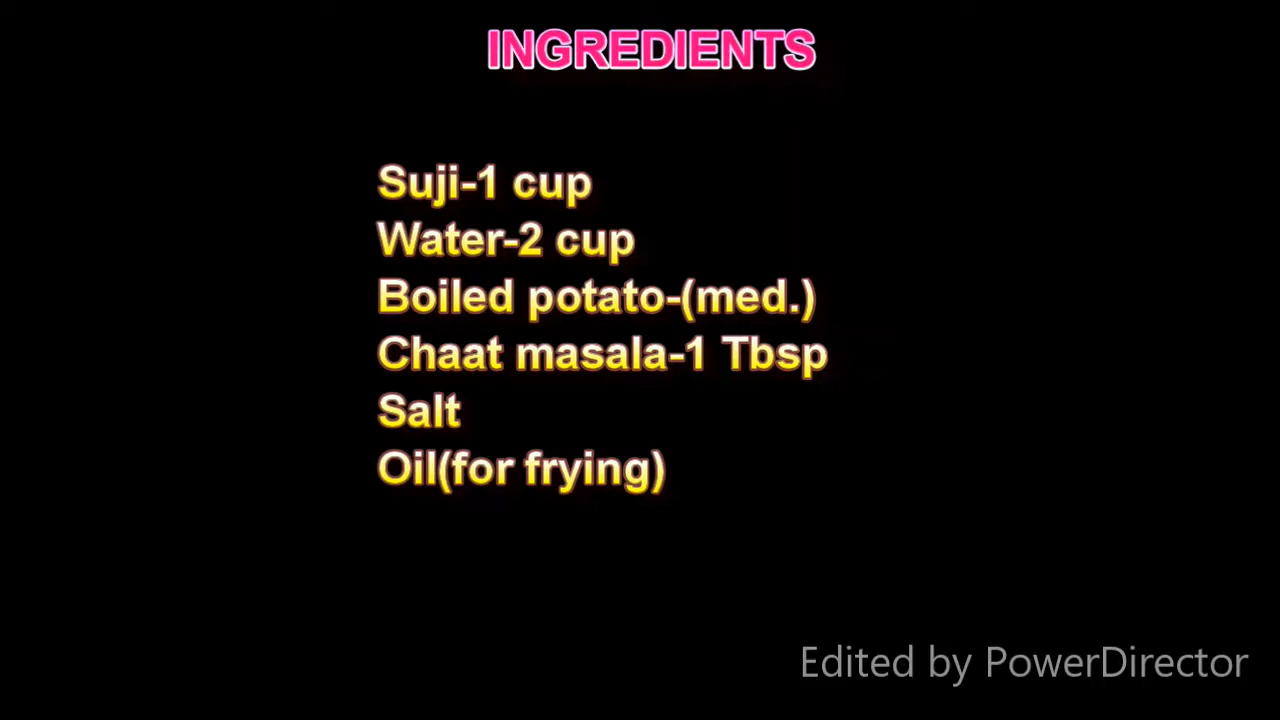 INGREDIENTS
Suji-1 cup
Water-2 cup
Boiled potato-(med.)
Chaat masala-1 Tbsp
Salt
Oil(for frying)
Edited by PowerDirector